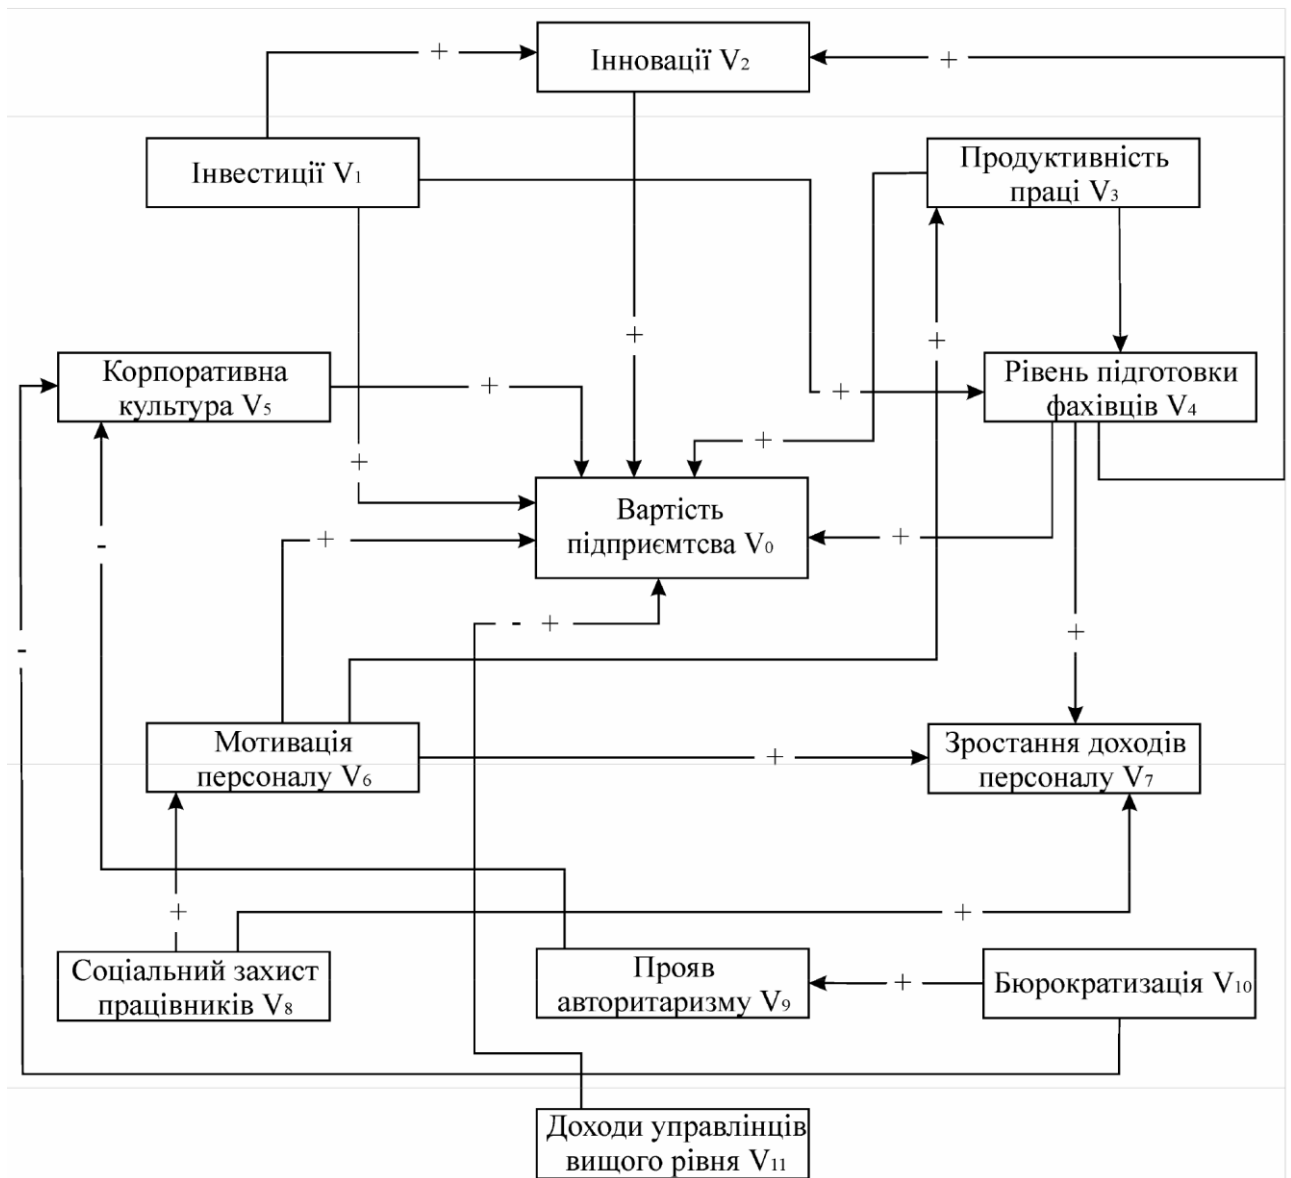 +
Інновації V₂
+
Інвестиції V₁
Продуктивність
праці V₃
+
+
Корпоративна
культура V₅
+
+
Рівень підготовки
фахівців V₄
+
+
Вартість
підприємтсва V₀
+
+
-
- +
+
-
Мотивація
персоналу V₆
+
Зростання доходів
персоналу V₇
+
+
Соціальний захист
працівників V₈
Прояв
авторитаризму V₉
+
Бюрократизація V₁₀
Доходи управлінців
вищого рівня V₁₁